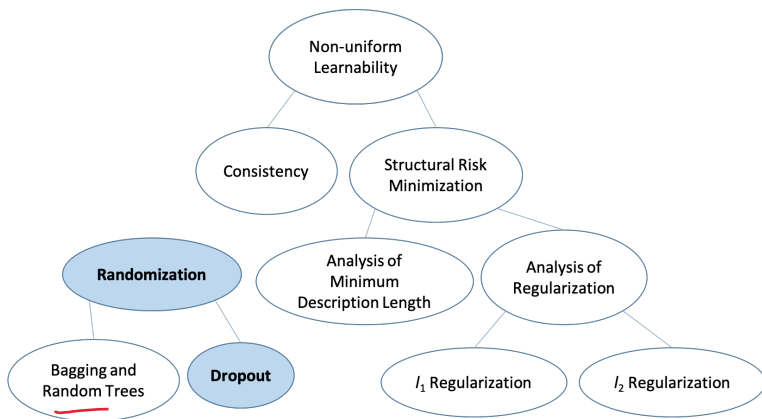 Non-uniform
Learnability
Consistency
Structural Risk
Minimization
Randomization
Analysis of
Minimum
Description Length
Analysis of
Regularization
Bagging and
Random Trees
Dropout
l₁ Regularization
l₂ Regularization